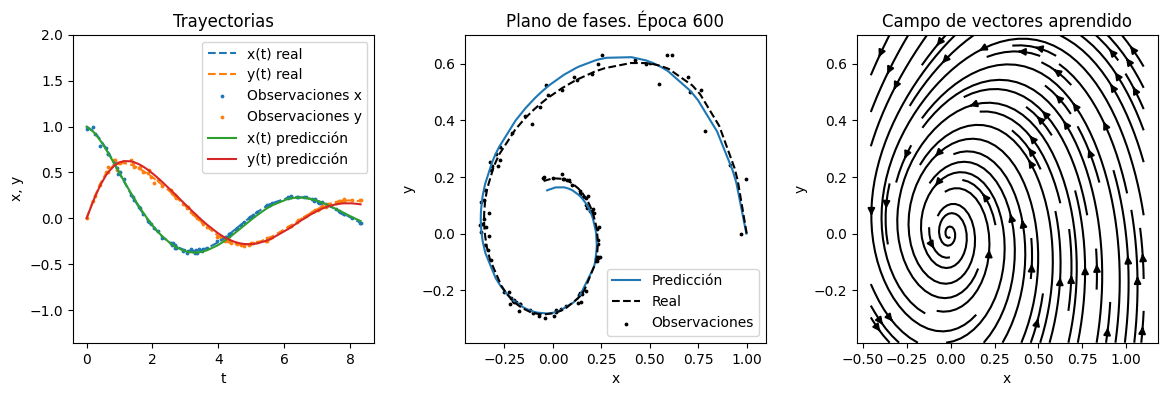 Trayectorias
x, y
2.0
1.5
1.0
0.5
0.0
−0.5
−1.0
0
2
4
6
8
t
x(t) real
y(t) real
Observaciones x
Observaciones y
x(t) predicción
y(t) predicción
Plano de fases. Época 600
y
0.6
0.4
0.2
0.0
−0.2
−0.25
0.00
0.25
0.50
0.75
1.00
x
Predicción
Real
Observaciones
Campo de vectores aprendido
y
0.6
0.4
0.2
0.0
−0.2
−0.50
−0.25
0.00
0.25
0.50
0.75
1.00
x